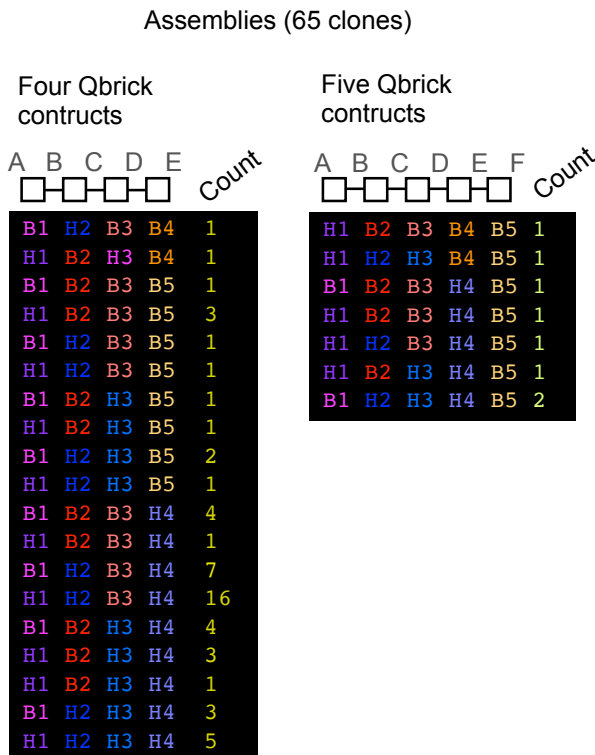 Assemblies (65 clones)
Four Qbrick
contructs
A B C D E Count
B1 H2 B3 B4 1
H1 B2 H3 B4 1
B1 B2 B3 B5 1
H1 B2 B3 B5 3
B1 H2 B3 B5 1
H1 H2 B3 B5 1
B1 B2 H3 B5 1
H1 B2 H3 B5 1
B1 H2 H3 B5 2
H1 H2 H3 B5 1
B1 B2 B3 H4 4
H1 B2 B3 H4 1
B1 H2 B3 H4 7
H1 H2 B3 H4 16
B1 B2 H3 H4 4
H1 B2 H3 H4 3
H1 B2 H3 H4 1
B1 H2 H3 H4 3
H1 H2 H3 H4 5
Five Qbrick
contructs
A B C D E F Count
H1 B2 B3 B4 B5 1
H1 H2 H3 B4 B5 1
B1 B2 B3 H4 B5 1
H1 B2 B3 H4 B5 1
H1 H2 B3 H4 B5 1
H1 B2 H3 H4 B5 1
B1 H2 H3 H4 B5 2